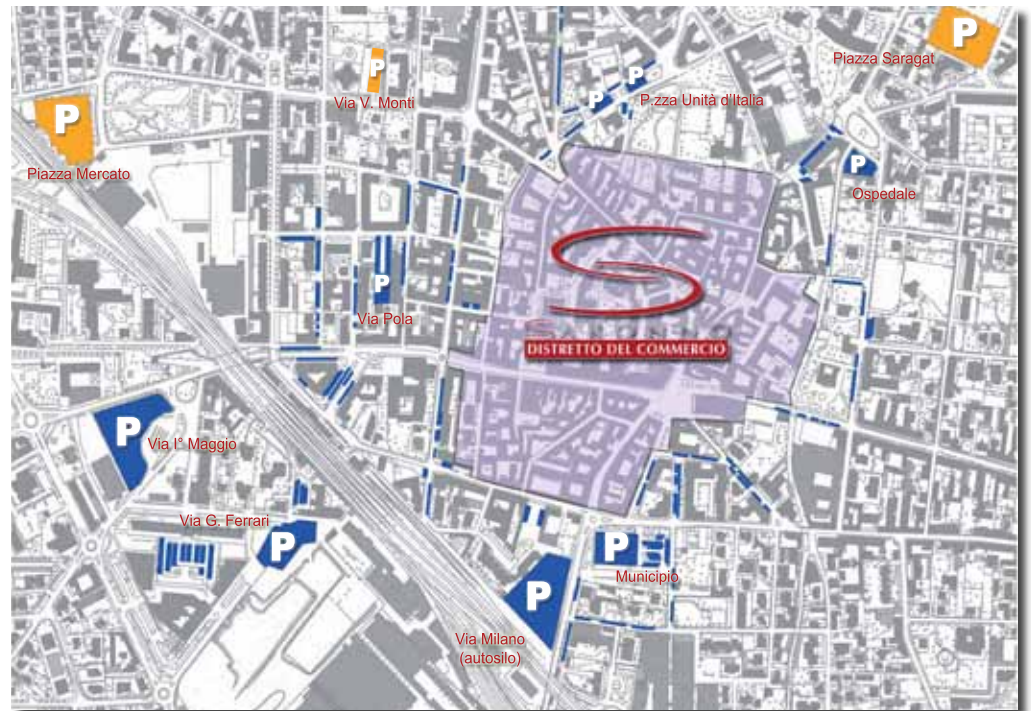 P
Piazza Saragat
P
Via V. Monti
P
P
P.zza Unità d'Italia
P
Piazza Mercato
P
Ospedale
P
Via Pola
SARONNO
DISTRETTO DEL COMMERCIO
P
Via I° Maggio
Via G. Ferrari
P
P
Municipio
P
Via Milano
(autosilo)